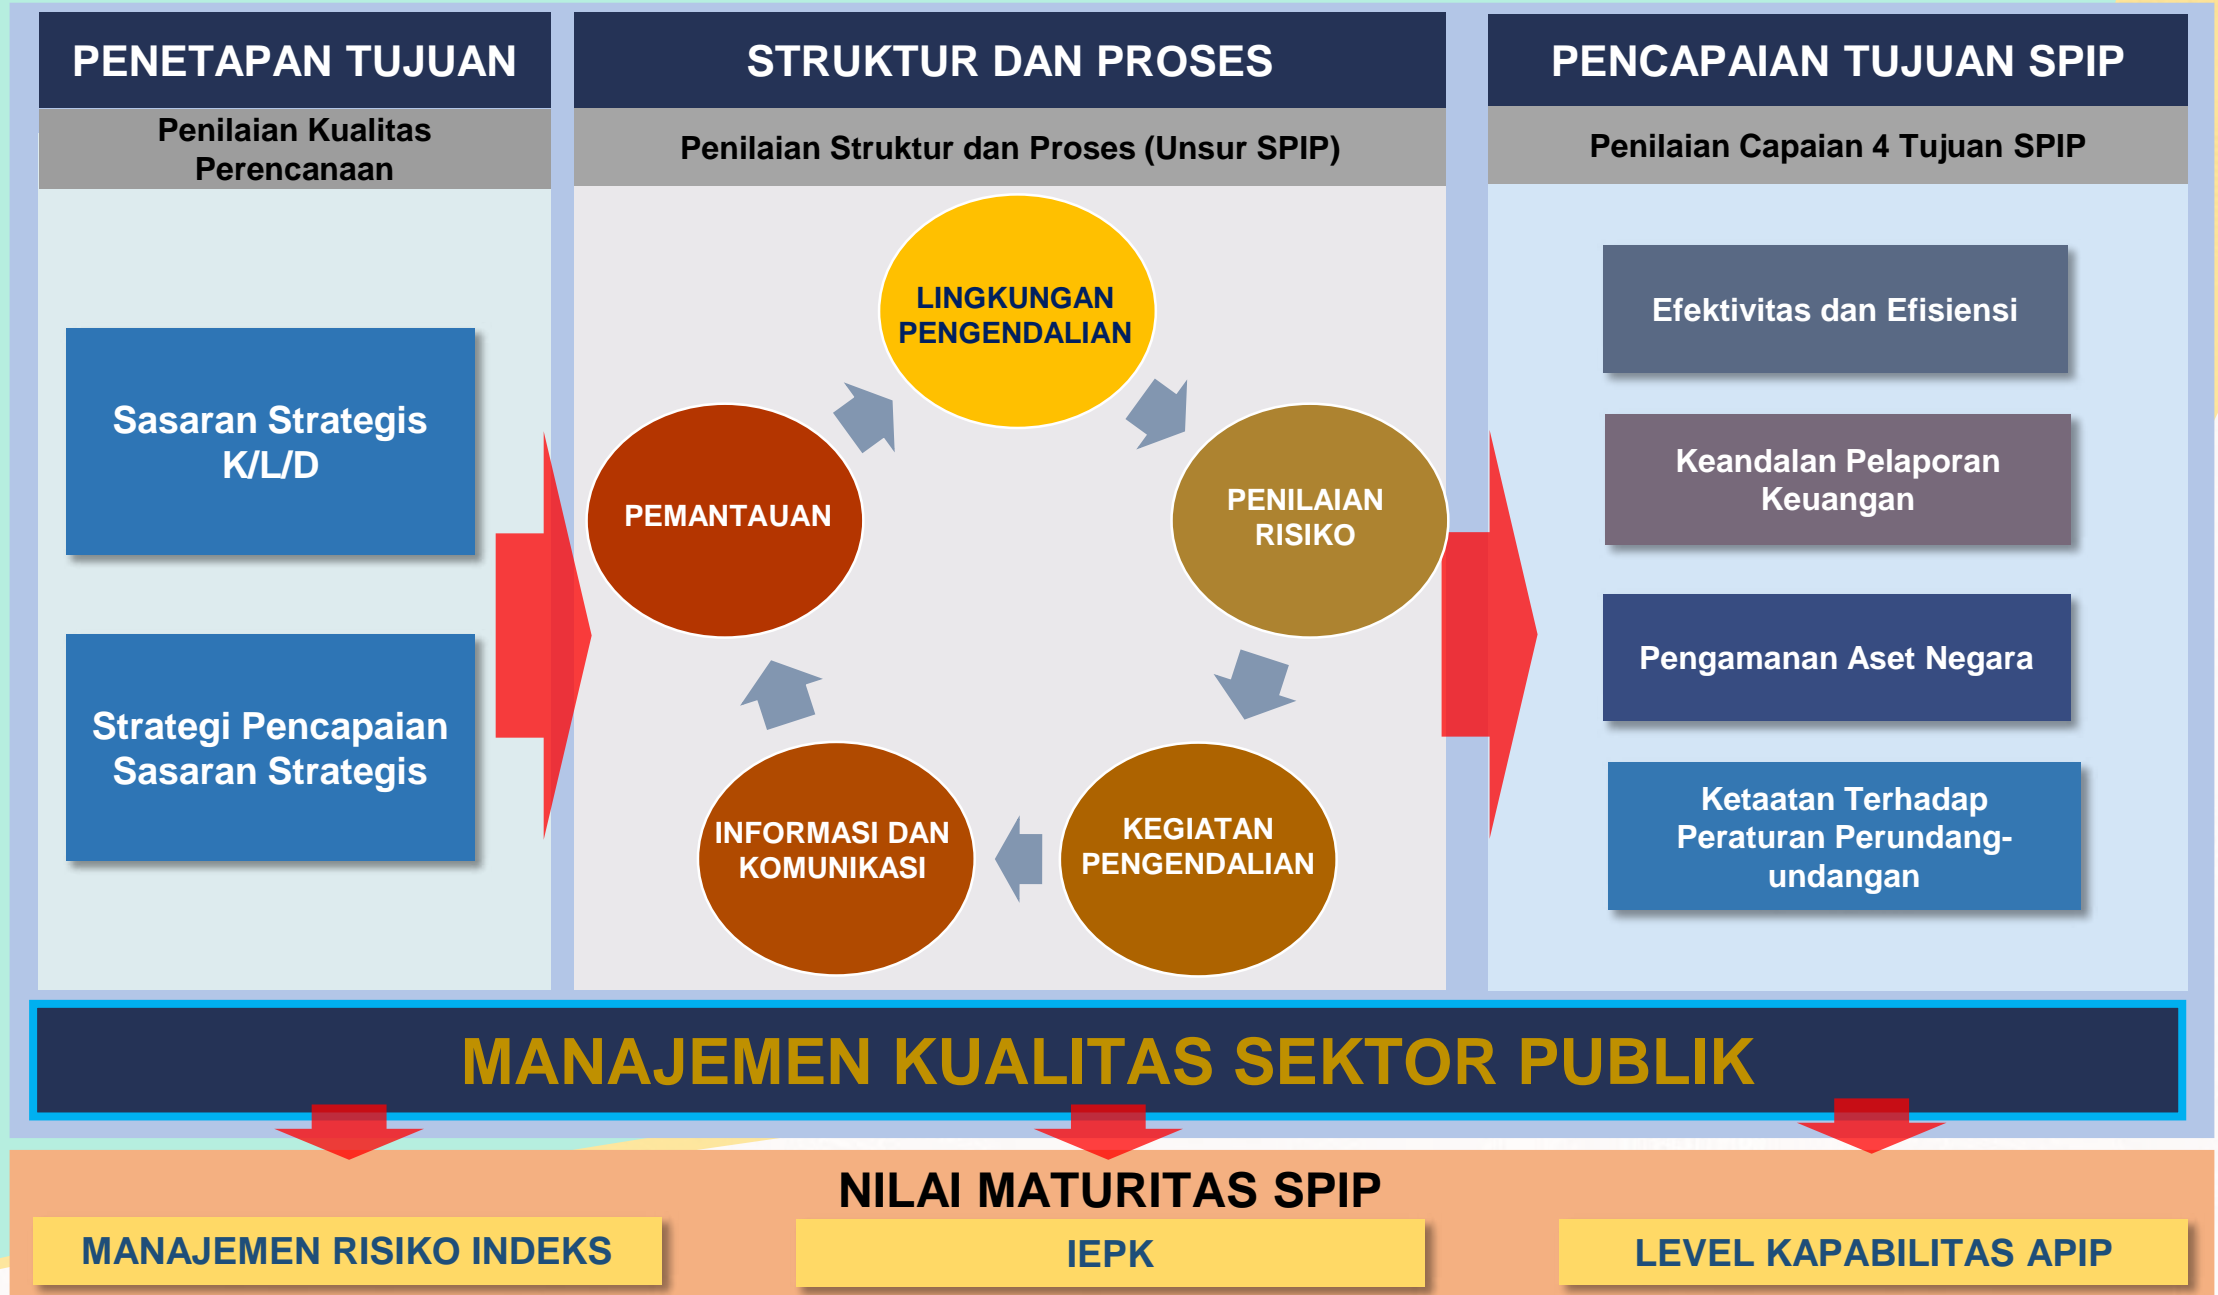 PENETAPAN TUJUAN
Penilaian Kualitas
Perencanaan
Sasaran Strategis
K/L/D
Strategi Pencapaian
Sasaran Strategis
STRUKTUR DAN PROSES
Penilaian Struktur dan Proses (Unsur SPIP)
LINGKUNGAN
PENGENDALIAN
PENILAIAN
RISIKO
KEGIATAN
PENGENDALIAN
INFORMASI DAN
KOMUNIKASI
PEMANTAUAN
PENCAPAIAN TUJUAN SPIP
Penilaian Capaian 4 Tujuan SPIP
Efektivitas dan Efisiensi
Keandalan Pelaporan
Keuangan
Pengamanan Aset Negara
Ketaatan Terhadap
Peraturan Perundang-
undangan
MANAJEMEN KUALITAS SEKTOR PUBLIK
NILAI MATURITAS SPIP
MANAJEMEN RISIKO INDEKS
IEPK
LEVEL KAPABILITAS APIP